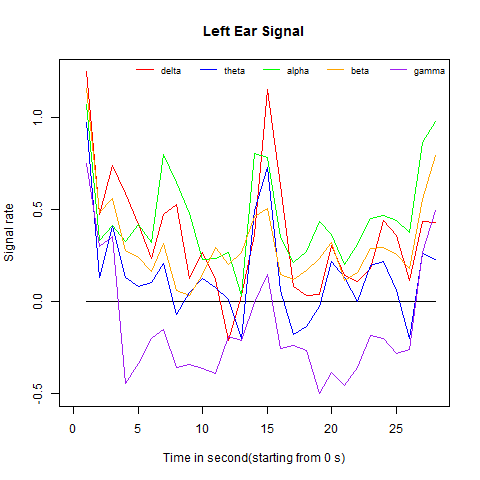 Left Ear Signal
delta theta alpha beta gamma
Signal rate
1.0
0.5
0.0
-0.5
0 5 10 15 20 25
Time in second(starting from 0 s)